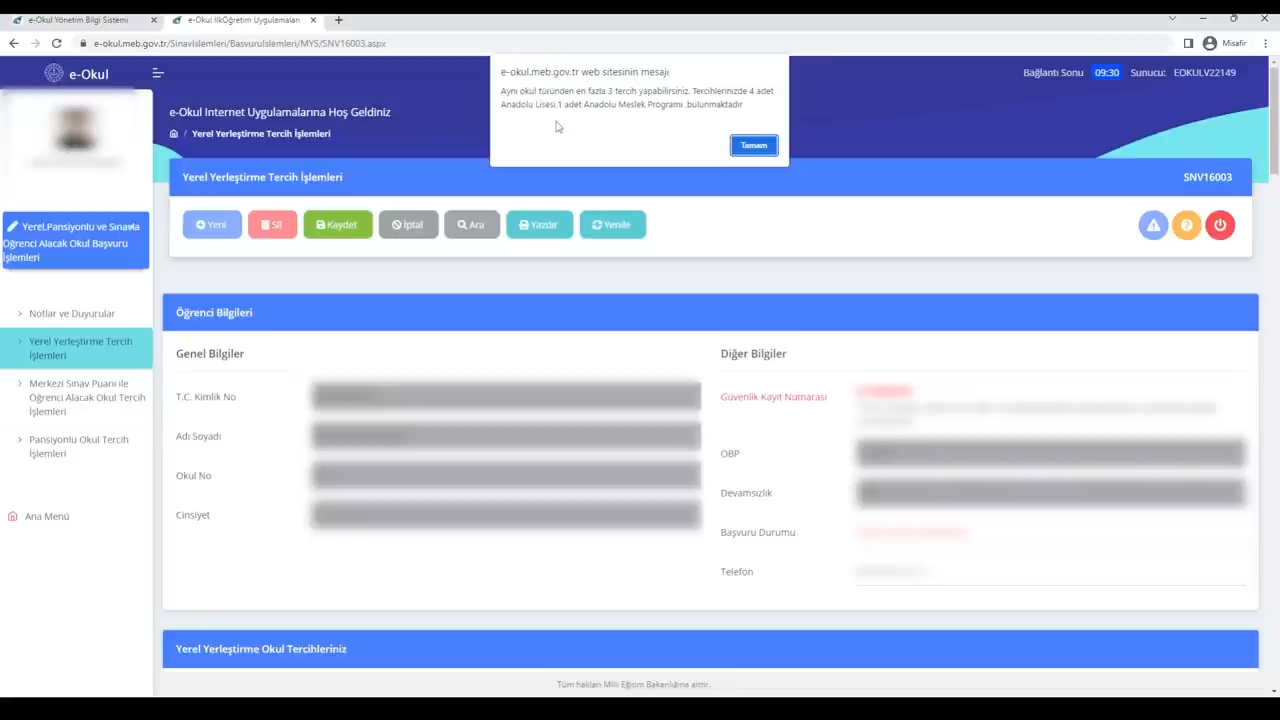 e-Okul Yönetim Bilgi Sistemi
e-Okul İlkÖğretim Uygulamaları
e-okul.meb.gov.tr/Sinavİslemleri/Basvuruİslemleri/MYS/SNV16003.aspx
Misafir
e-Okul
e-okul.meb.gov.tr web sitesinin mesajı
Aynı okul türünden en fazla 3 tercih yapabilirsiniz. Tercihlerinizde 4 adet
Anadolu Lisesi,1 adet Anadolu Meslek Programı ,bulunmaktadır
Tamam
Bağlantı Sonu 09:30 Sunucu: EOKULV22149
e-Okul Internet Uygulamalarına Hoş Geldiniz
/ Yerel Yerleştirme Tercih İşlemleri
Yerel Yerleştirme Tercih İşlemleri
SNV16003
Yeni
Sil
Kaydet
İptal
Ara
Yazdır
Yenile
Yerel,Pansiyonlu ve Sınavla
Öğrenci Alacak Okul Başvuru
İşlemleri
Notlar ve Duyurular
Yerel Yerleştirme Tercih
İşlemleri
Merkezi Sınav Puanı ile
Öğrenci Alacak Okul Tercih
İşlemleri
Pansiyonlu Okul Tercih
İşlemleri
Ana Menü
Öğrenci Bilgileri
Genel Bilgiler
T.C. Kimlik No
Adı Soyadı
Okul No
Cinsiyet
Diğer Bilgiler
Güvenlik Kayıt Numarası
OBP
Devamsızlık
Başvuru Durumu
Telefon
Yerel Yerleştirme Okul Tercihleriniz
Tüm hakları Milli Eğitim Bakanlığına aittir.